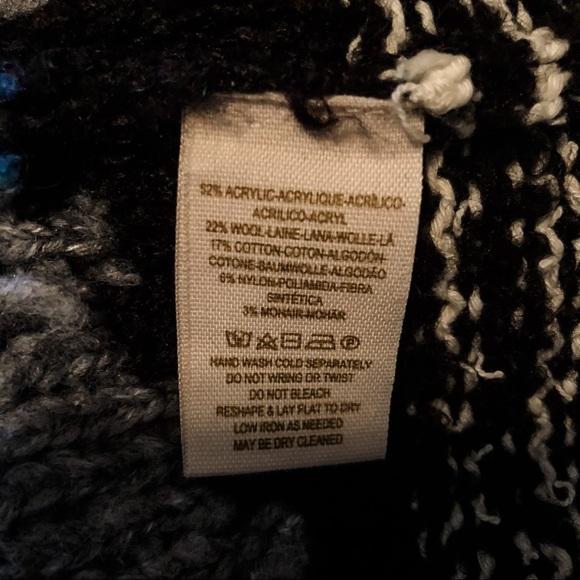 52% ACRYLIC-ACRYLIQUE-ACRÍLICO-
ACRILICO-ACRYL
22% WOOL-LAINE-LANA-WOLLE-LÃ
17% COTTON-COTON-ALGODÓN-
COTONE-BAUMWOLLE-ALGODÃO
6% NYLON-POLIAMIDA-FIBRA
SINTÉTICA
3% MOHAIR-MOHÄR
HAND WASH COLD SEPARATELY
DO NOT WRING OR TWIST
DO NOT BLEACH
RESHAPE & LAY FLAT TO DRY
LOW IRON AS NEEDED
MAY BE DRY CLEANED